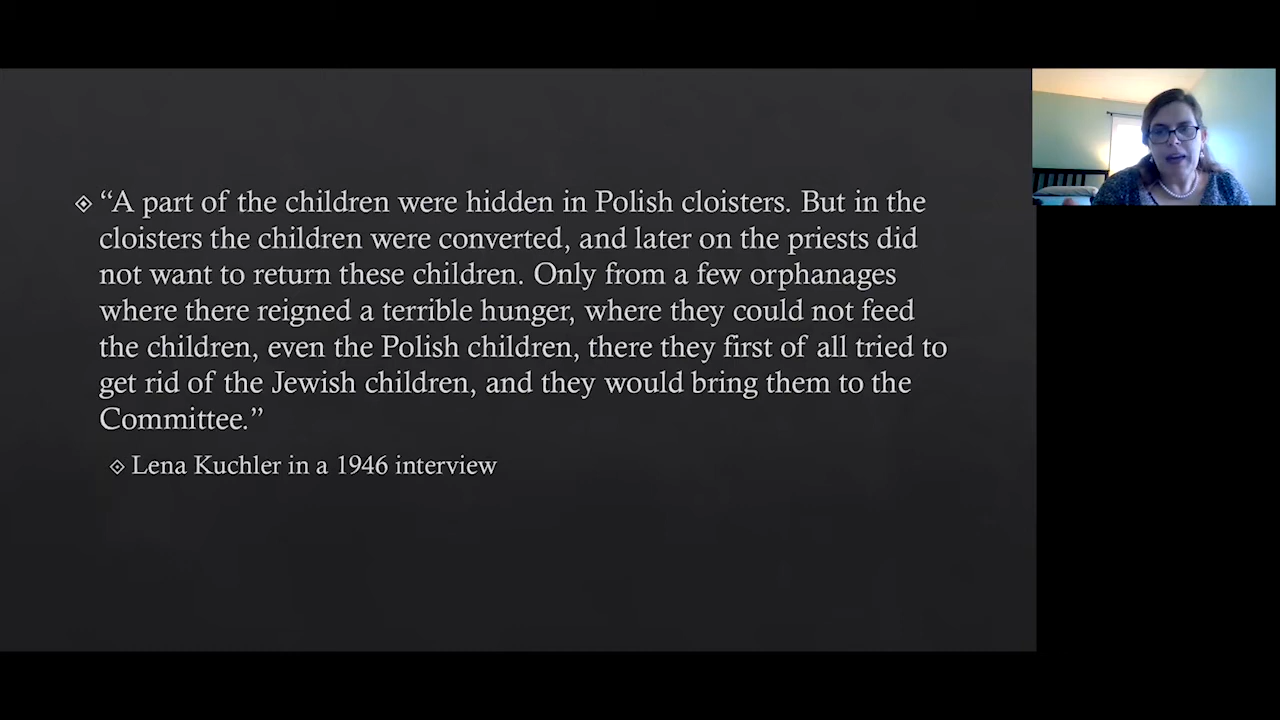 “A part of the children were hidden in Polish cloisters. But in the
cloisters the children were converted, and later on the priests did
not want to return these children. Only from a few orphanages
where there reigned a terrible hunger, where they could not feed
the children, even the Polish children, there they first of all tried to
get rid of the Jewish children, and they would bring them to the
Committee.”
Lena Kuchler in a 1946 interview